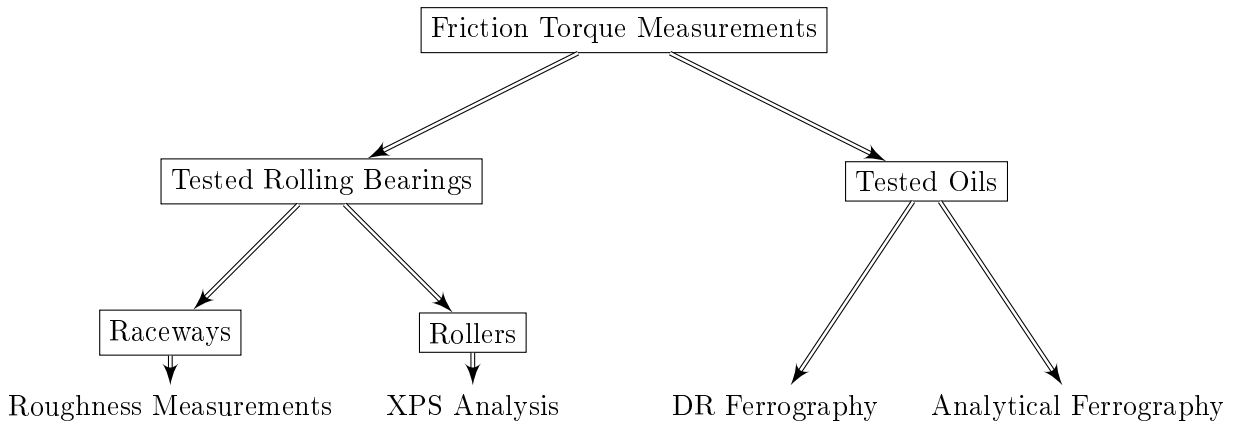 Friction Torque Measurements
Tested Rolling Bearings
Tested Oils
Raceways
Rollers
Roughness Measurements
XPS Analysis
DR Ferrography
Analytical Ferrography